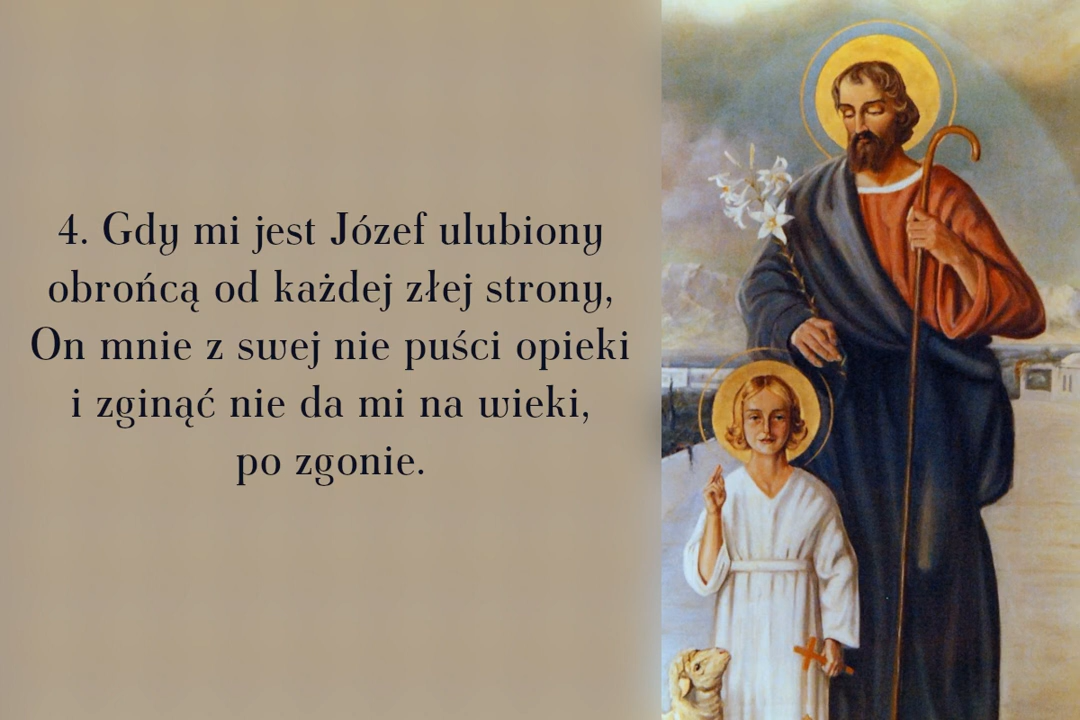 4. Gdy mi jest Józef ulubiony
obrońcą od każdej złej strony,
On mnie z swej nie puści opieki
i zginąć nie da mi na wieki,
po zgonie.